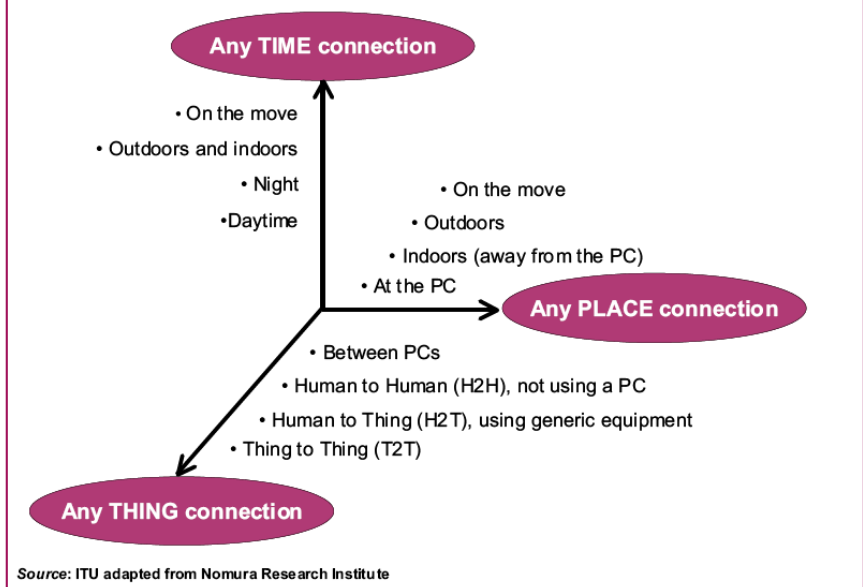 Any TIME connection
• On the move
• Outdoors and indoors
• Night
•Daytime
• On the move
• Outdoors
• Indoors (away from the PC)
• At the PC
Any PLACE connection
• Between PCs
• Human to Human (H2H), not using a PC
• Human to Thing (H2T), using generic equipment
• Thing to Thing (T2T)
Any THING connection
Source: ITU adapted from Nomura Research Institute